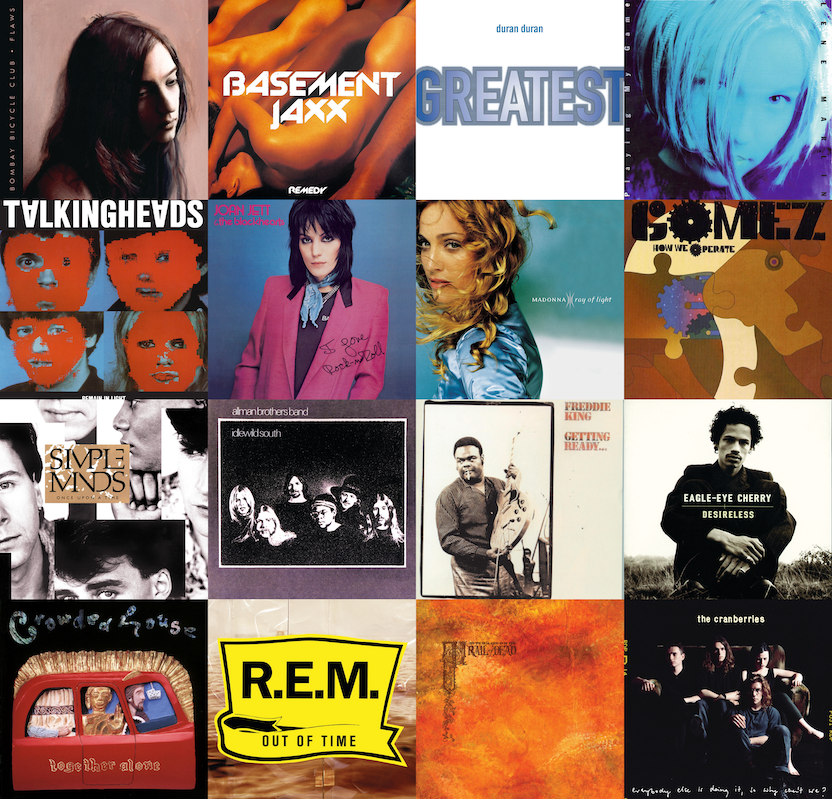 BOMBAY BICYCLE CLUB • FLAWS
BASEMENT
JAXX
REMEDY
duran duran
GREATEST
Playing My Game
LENE MARLIN
TALKING HEADS
REMAIN IN LIGHT
JOAN JETT
& the blackhearts
I Love
Rock-n-Roll
MADONNA ray of light
GOMEZ
HOW WE OPERATE
SIMPLE
MINDS
ONCE UPON A TIME
allman brothers band
idlewild south
FREDDIE
KING
GETTING
READY...
EAGLE-EYE CHERRY
DESIRELESS
Crowded House
together alone
R.E.M.
OUT OF TIME
TRAIL OF DEAD
the cranberries
everybody else is doing it, so why can't we?